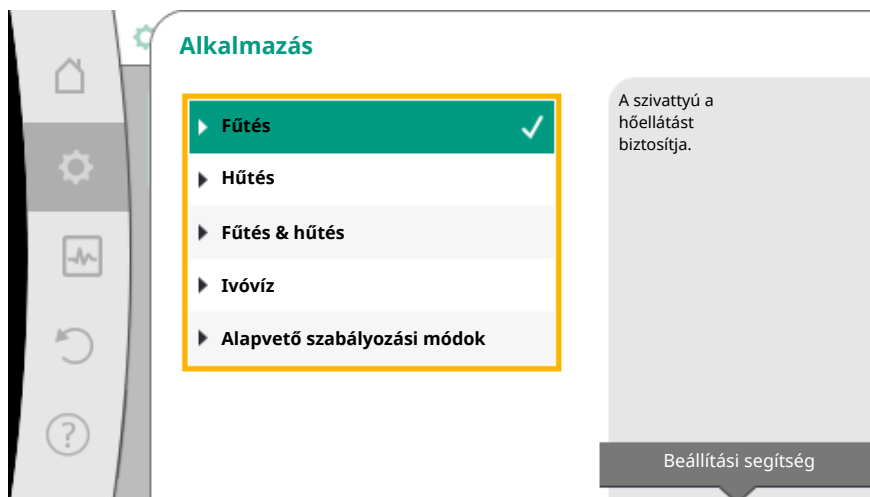 Alkalmazás
Fűtés
Hűtés
Fűtés & hűtés
Ivóvíz
Alapvető szabályozási módok
A szivattyú a
hőellátást
biztosítja.
Beállítási segítség